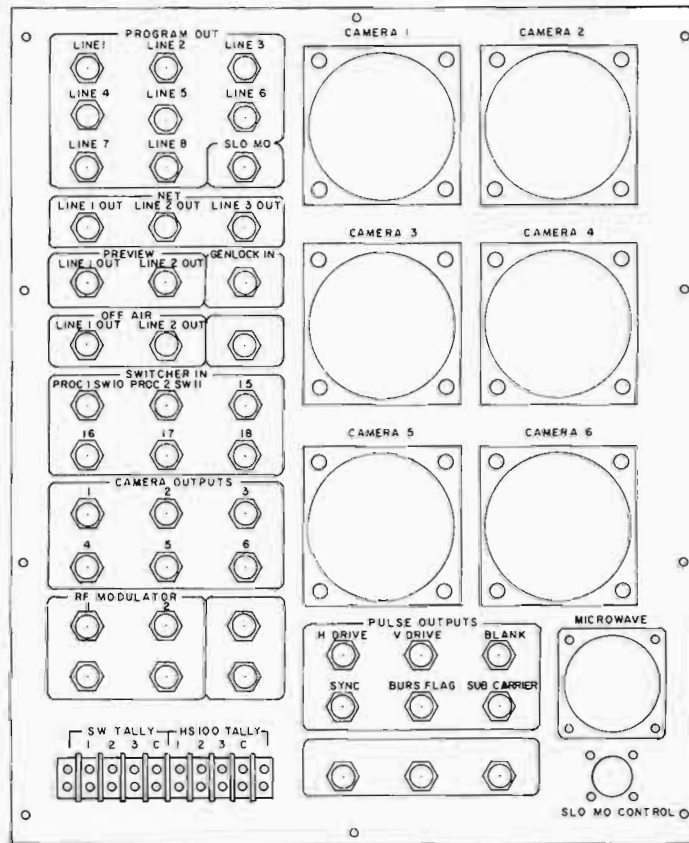 PROGRAM OUT
LINE 1 LINE 2 LINE 3
LINE 4 LINE 5 LINE 6
LINE 7 LINE 8 SLO MO
NET
LINE 1 OUT LINE 2 OUT LINE 3 OUT
PREVIEW GENLOCK IN
LINE 1 OUT LINE 2 OUT
OFF AIR
LINE 1 OUT LINE 2 OUT
SWITCHER IN
PROC 1 SW10 PROC 2 SW11 15
16 17 18
CAMERA OUTPUTS
1 2 3
4 5 6
RF MODULATOR
1 2
SW TALLY HS100 TALLY
1 2 3 C 1 2 3 C
CAMERA 1 CAMERA 2
CAMERA 3 CAMERA 4
CAMERA 5 CAMERA 6
PULSE OUTPUTS
H DRIVE V DRIVE BLANK
SYNC BURS FLAG SUB CARRIER
MICROWAVE
SLO MO CONTROL